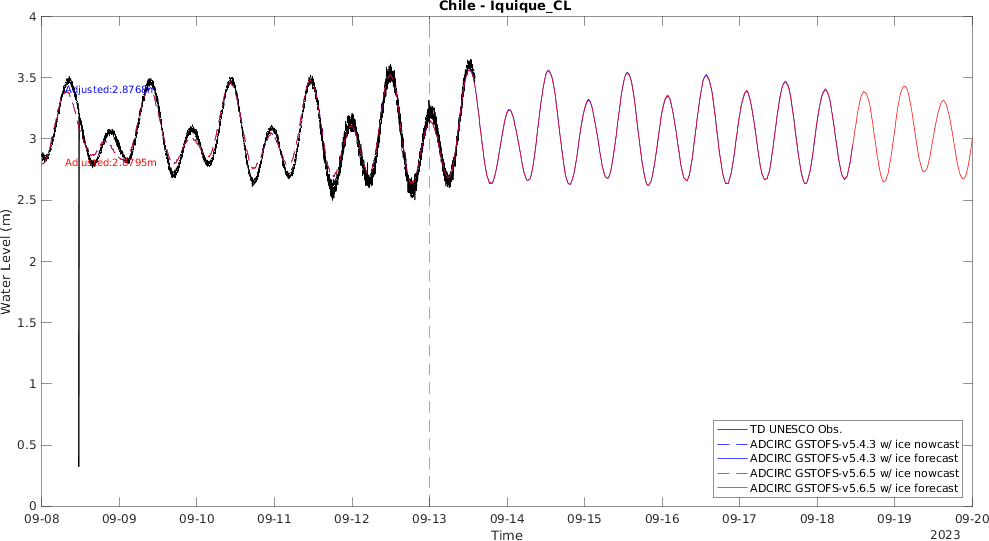 Chile - Iquique_CL
4
3.5
3
2.5
2
1.5
1
0.5
0
Water Level (m)
Adjusted:2.8768m
Adjusted:2.8795m
TD UNESCO Obs.
ADCIRC GSTOFS-v5.4.3 w/ ice nowcast
ADCIRC GSTOFS-v5.4.3 w/ ice forecast
ADCIRC GSTOFS-v5.6.5 w/ ice nowcast
ADCIRC GSTOFS-v5.6.5 w/ ice forecast
09-08 09-09 09-10 09-11 09-12 09-13 09-14 09-15 09-16 09-17 09-18 09-19 09-20
Time
2023